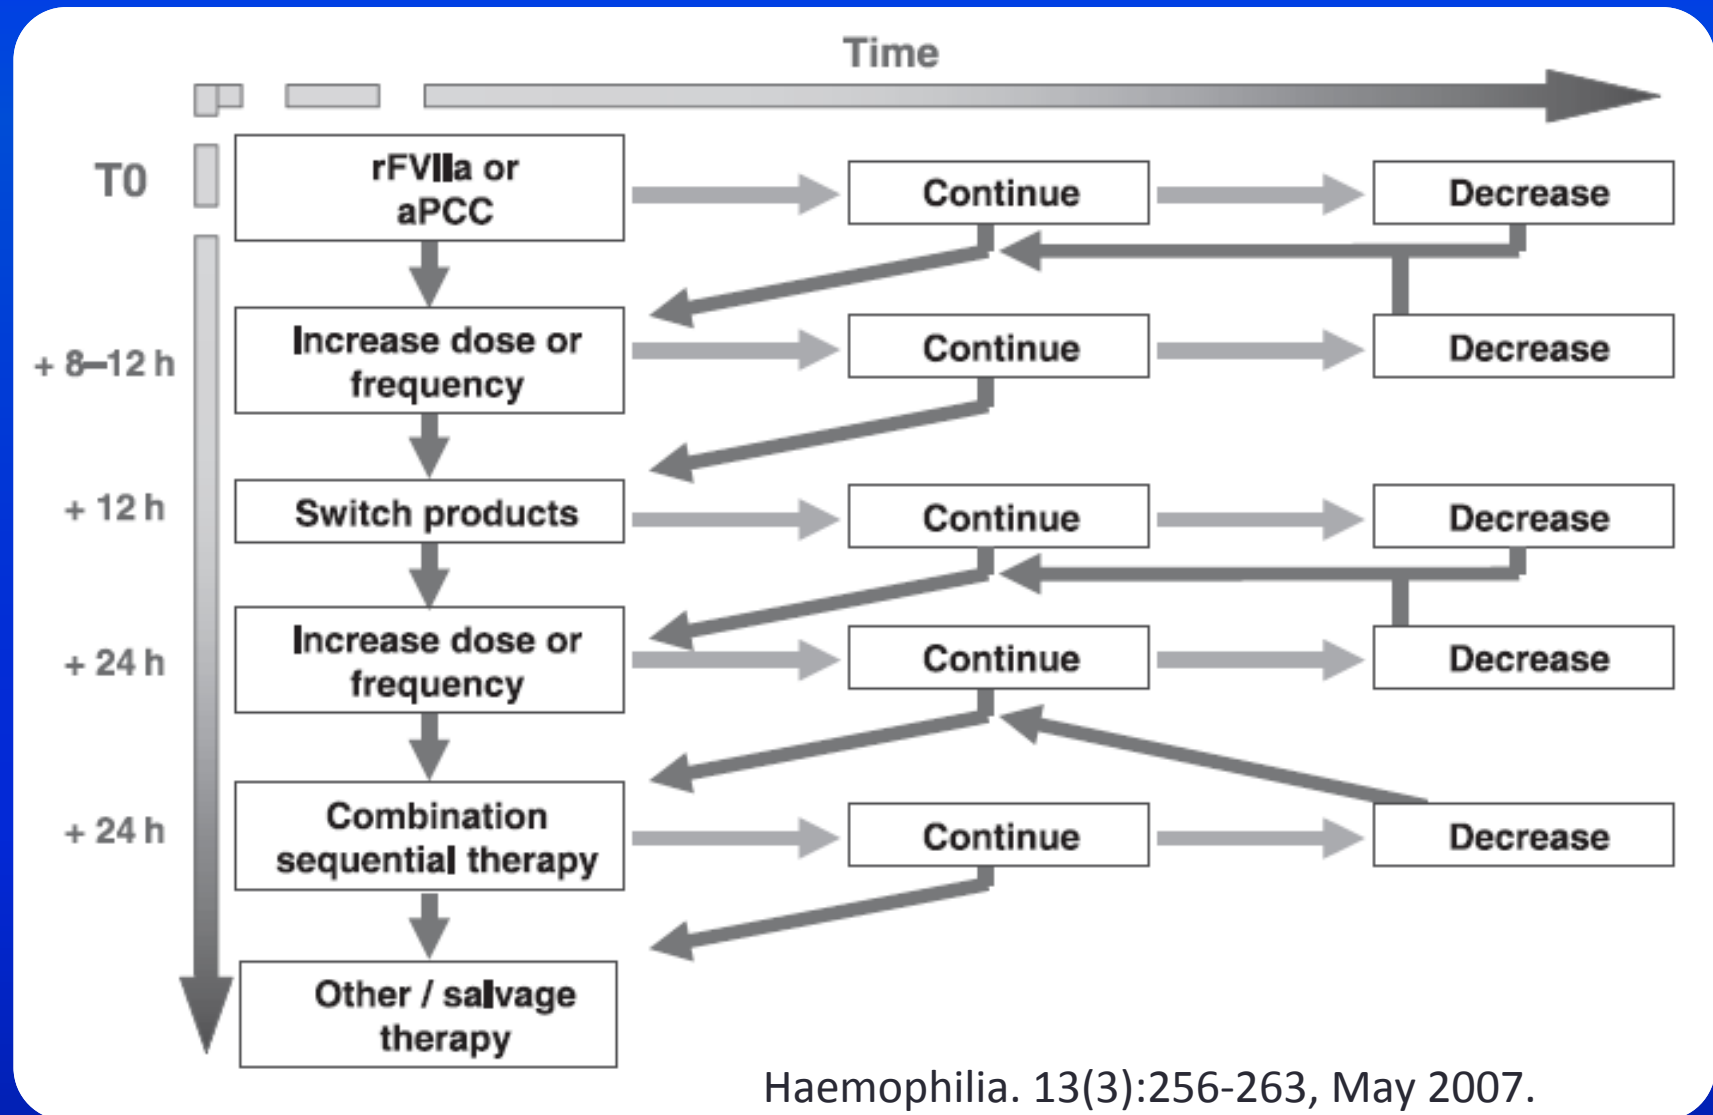 Time
T0
rFVIIa or
aPCC
Continue
Decrease
+ 8–12 h
Increase dose or
frequency
Continue
Decrease
+ 12 h
Switch products
Continue
Decrease
+ 24 h
Increase dose or
frequency
Continue
Decrease
+ 24 h
Combination
sequential therapy
Continue
Decrease
Other / salvage
therapy
Haemophilia. 13(3):256-263, May 2007.